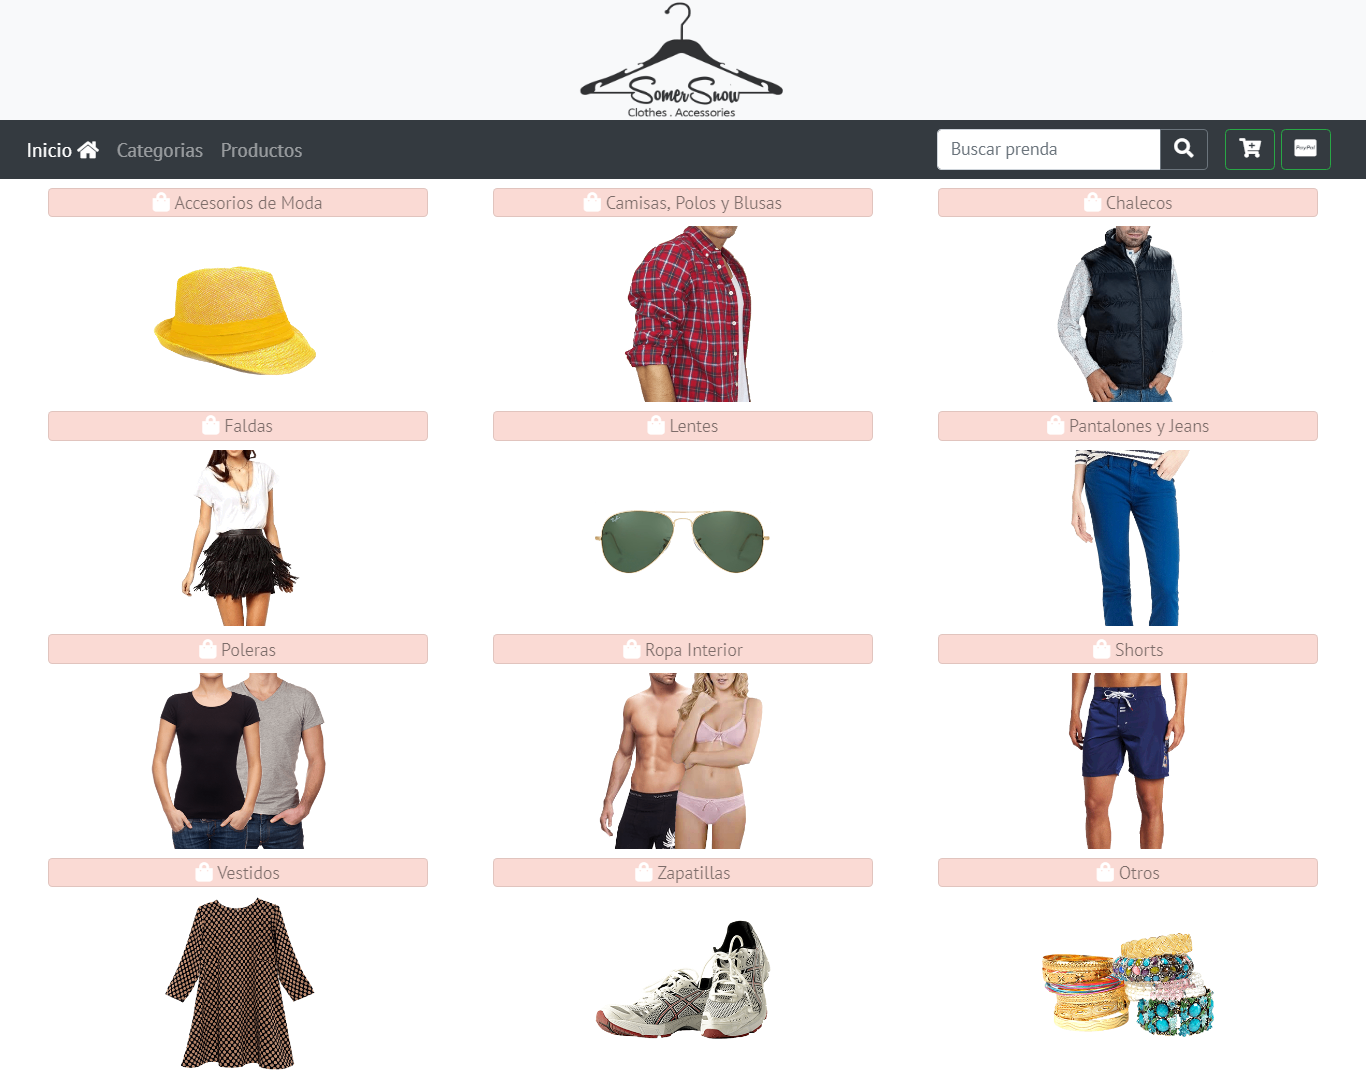 SomerSnow
Clothes . Accessories
Inicio Categorias Productos Buscar prenda PayPal
Accesorios de Moda Camisas, Polos y Blusas Chalecos
Faldas Lentes Pantalones y Jeans
Poleras Ropa Interior Shorts
Vestidos Zapatillas Otros